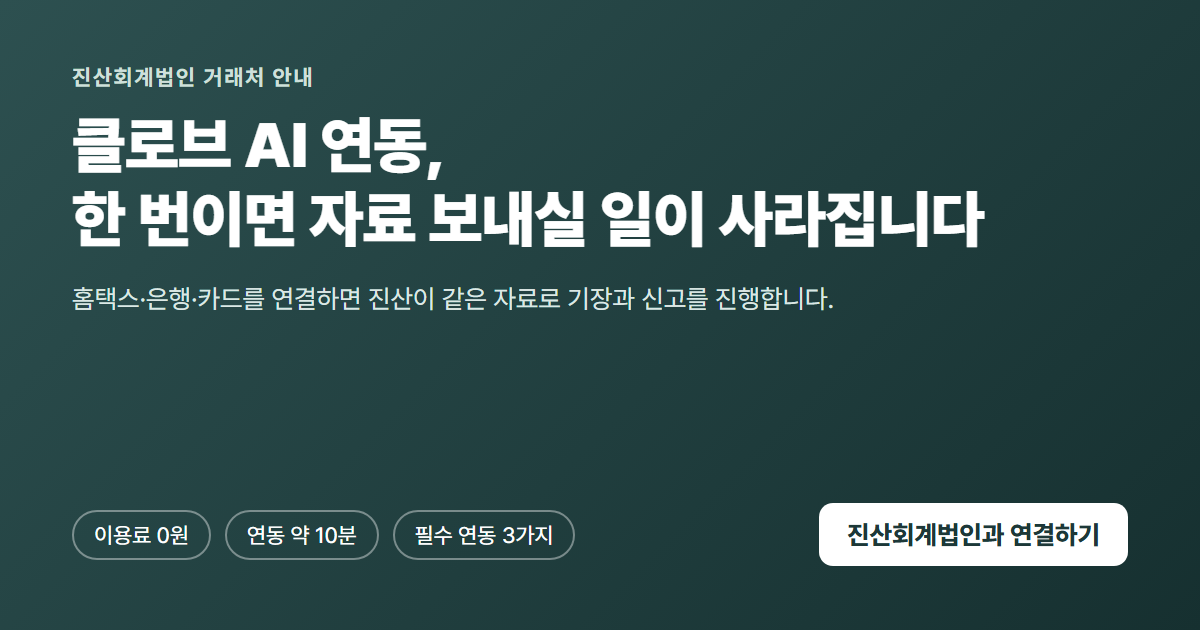 진산회계법인 거래처 안내
클로브 AI 연동,
한 번이면 자료 보내실 일이 사라집니다
홈택스·은행·카드를 연결하면 진산이 같은 자료로 기장과 신고를 진행합니다.
이용료 0원
연동 약 10분
필수 연동 3가지
진산회계법인과 연결하기